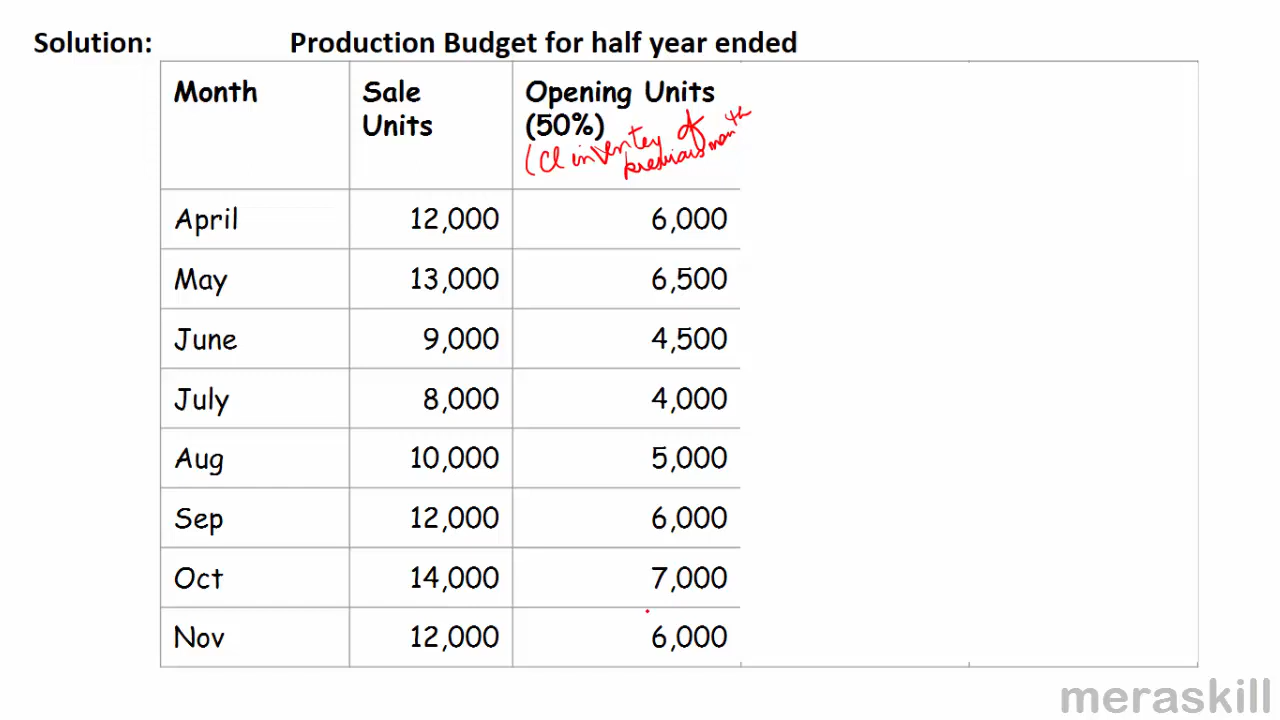 Solution: Production Budget for half year ended
Month Sale Units Opening Units (50%)
(Cl inventey of previous month
April 12,000 6,000
May 13,000 6,500
June 9,000 4,500
July 8,000 4,000
Aug 10,000 5,000
Sep 12,000 6,000
Oct 14,000 7,000
Nov 12,000 6,000
meraskill